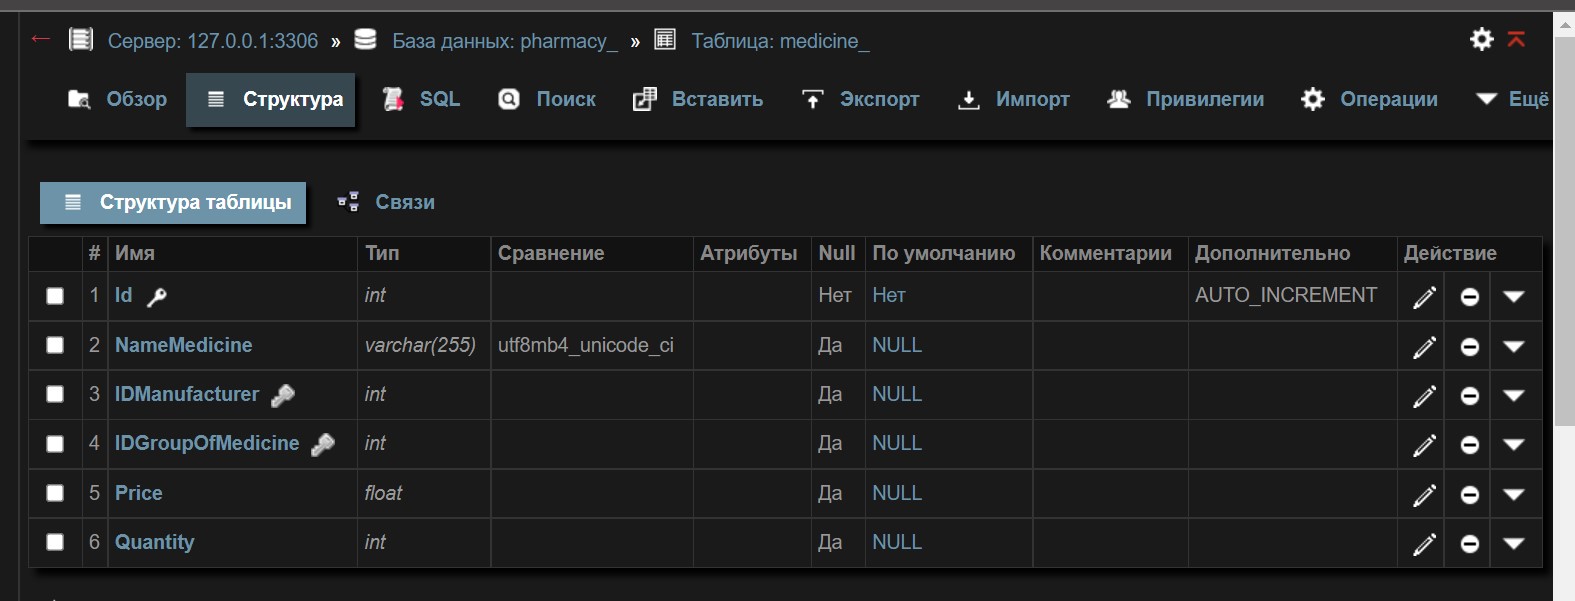 Сервер: 127.0.0.1:3306 » База данных: pharmacy_ » Таблица: medicine_
Обзор Структура SQL Поиск Вставить Экспорт Импорт Привилегии Операции Ещё
Структура таблицы Связи
# Имя Тип Сравнение Атрибуты Null По умолчанию Комментарии Дополнительно Действие
1 Id int Нет Нет AUTO_INCREMENT
2 NameMedicine varchar(255) utf8mb4_unicode_ci Да NULL
3 IDManufacturer int Да NULL
4 IDGroupOfMedicine int Да NULL
5 Price float Да NULL
6 Quantity int Да NULL